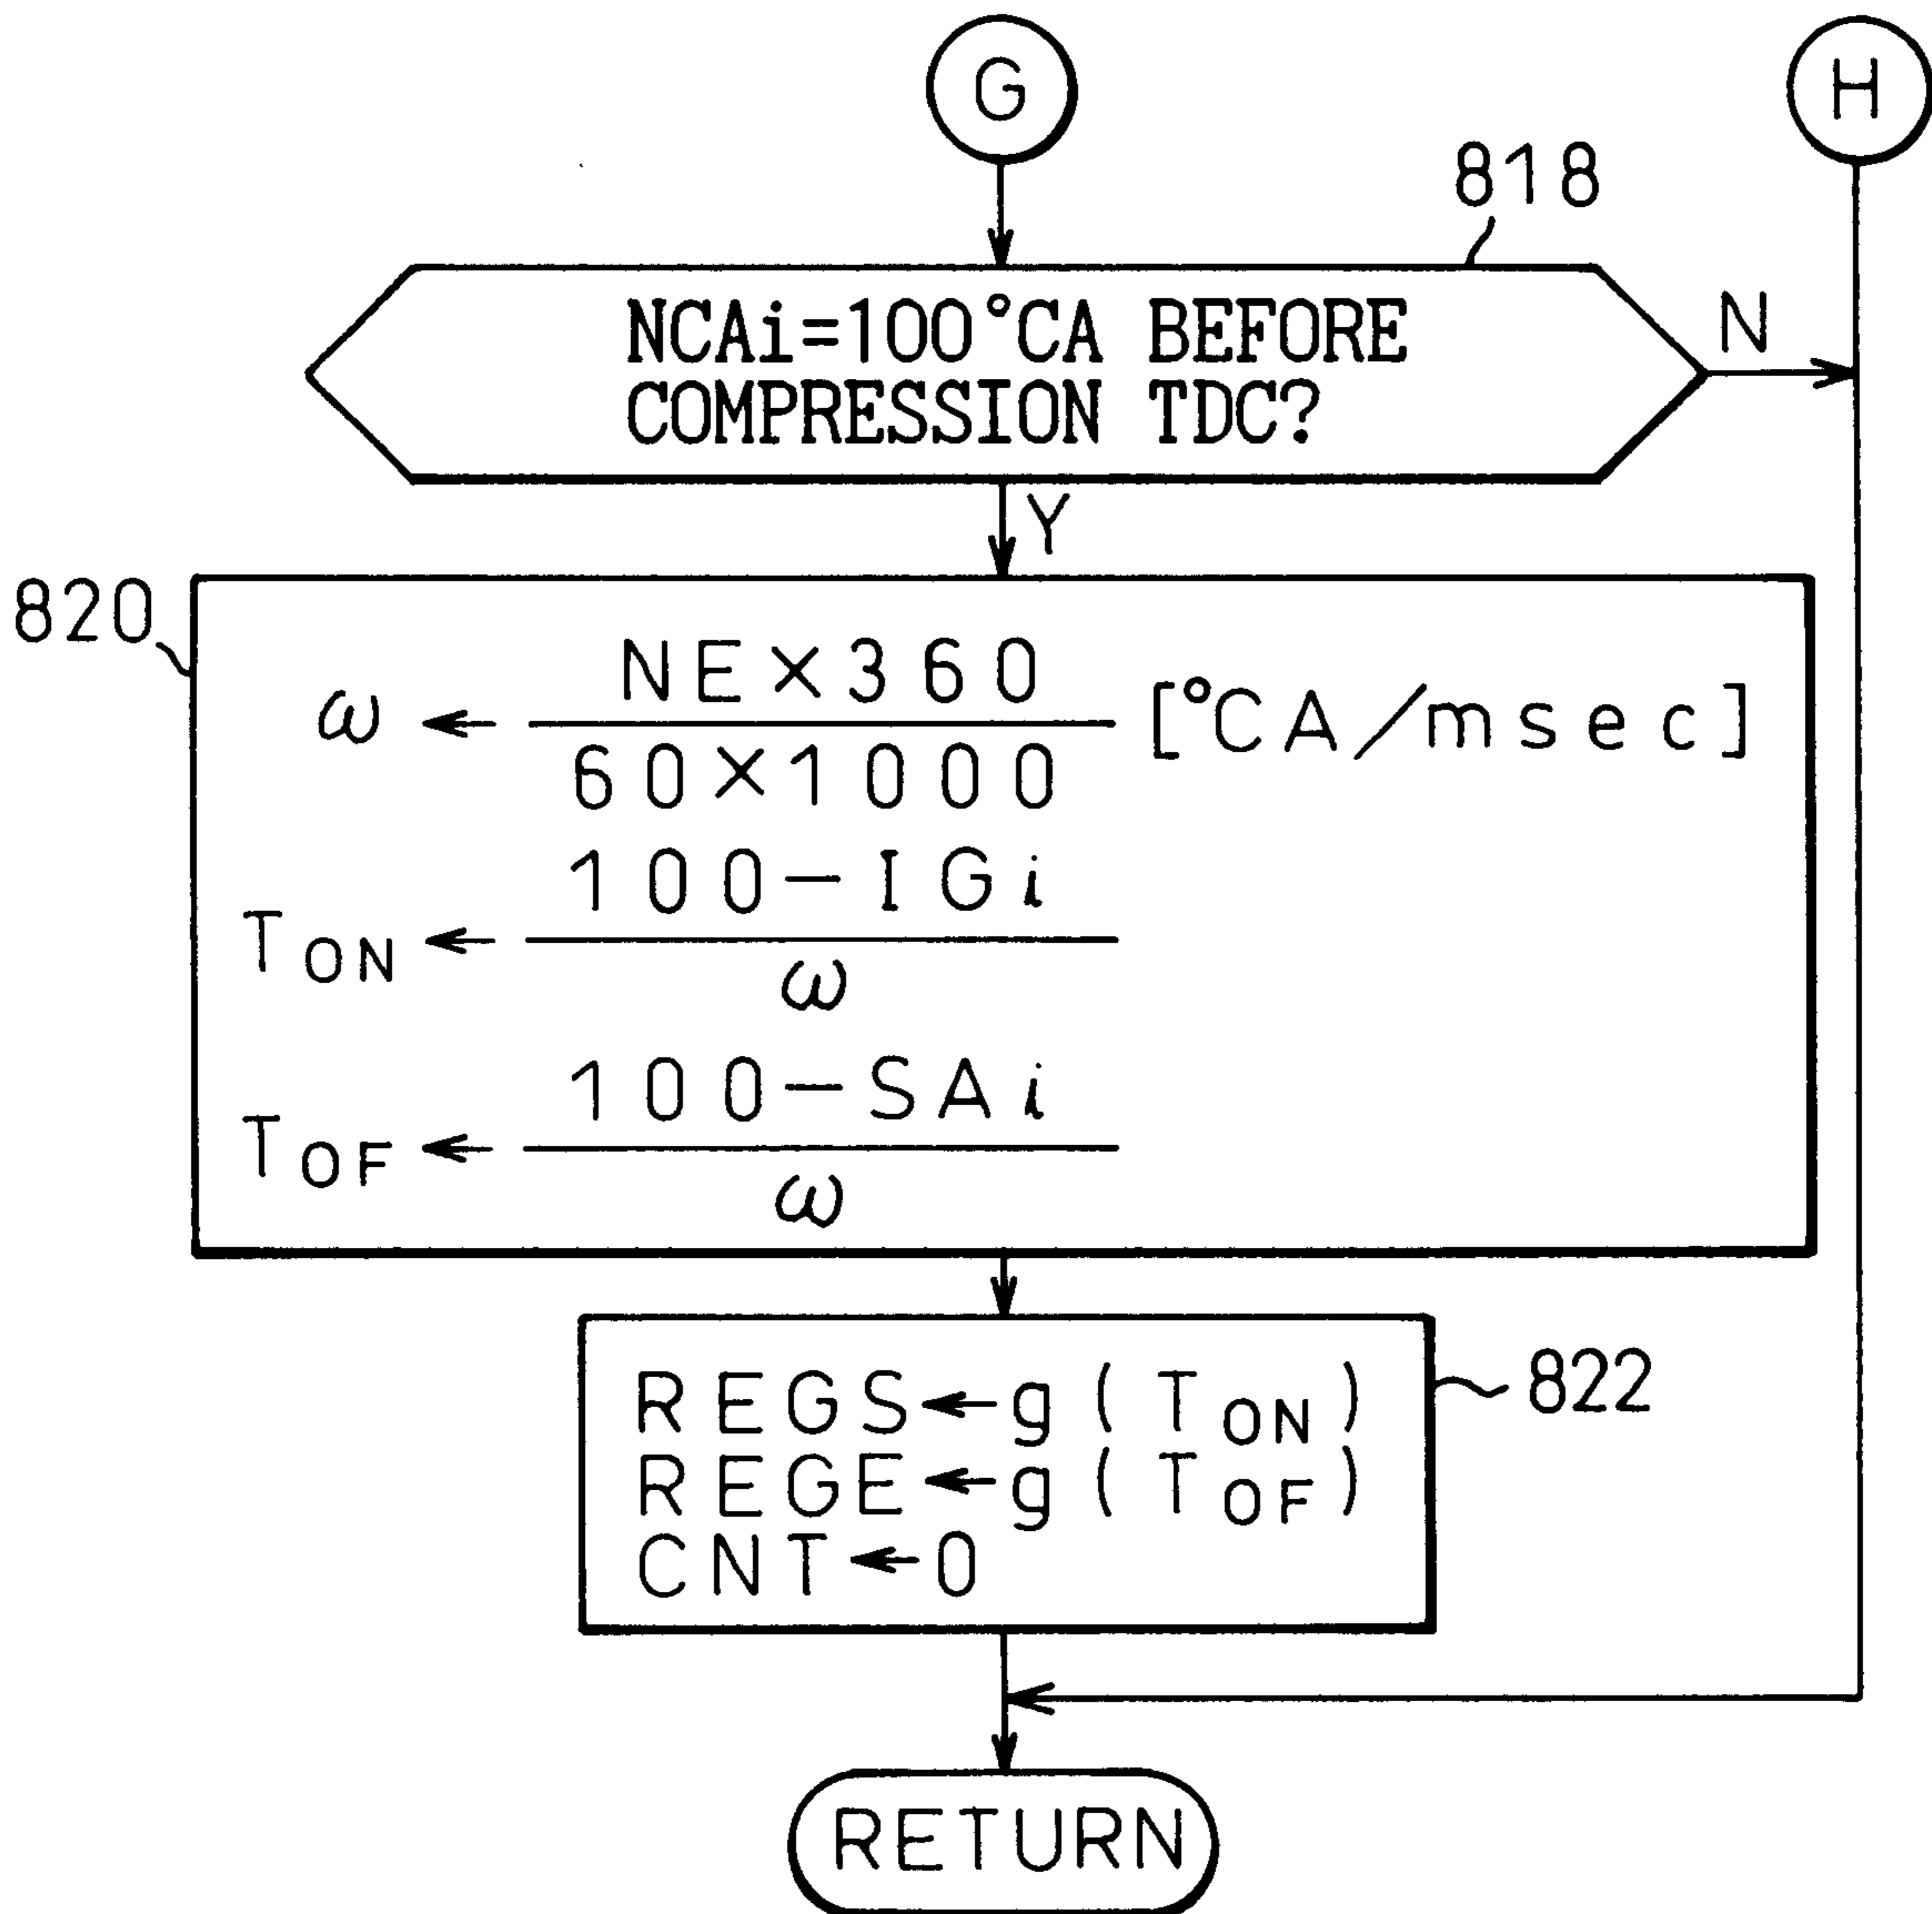 G
H
818
NCAi=100°CA BEFORE
COMPRESSION TDC?
N
Y
820
ω ← NE×360 / 60×1000 [°CA/msec]
TON ← 100-IGi / ω
TOF ← 100-SAi / ω
REGS←g(TON)
REGE←g(TOF)
CNT←0
822
RETURN